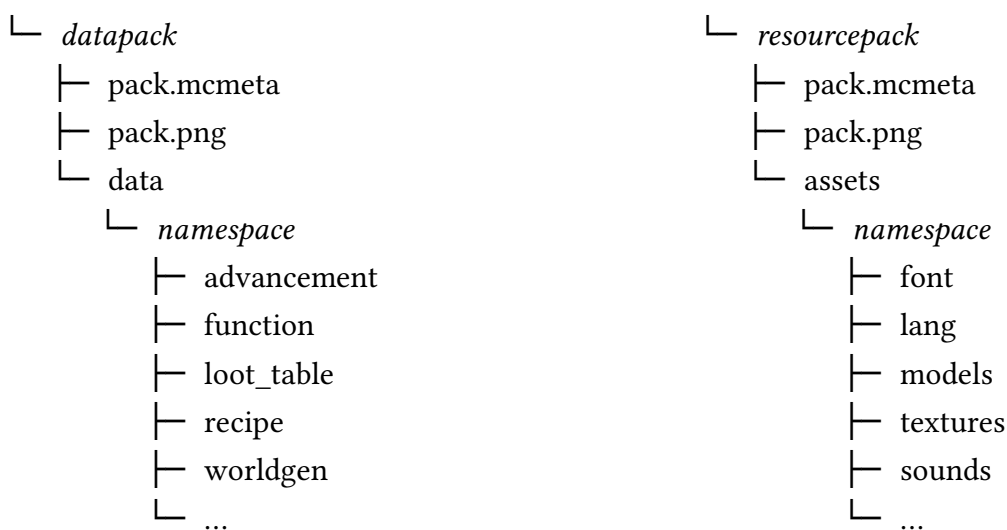 └─ datapack
├─ pack.mcmeta
├─ pack.png
└─ data
└─ namespace
├─ advancement
├─ function
├─ loot_table
├─ recipe
├─ worldgen
└─ ...
└─ resourcepack
├─ pack.mcmeta
├─ pack.png
└─ assets
└─ namespace
├─ font
├─ lang
├─ models
├─ textures
├─ sounds
└─ ...